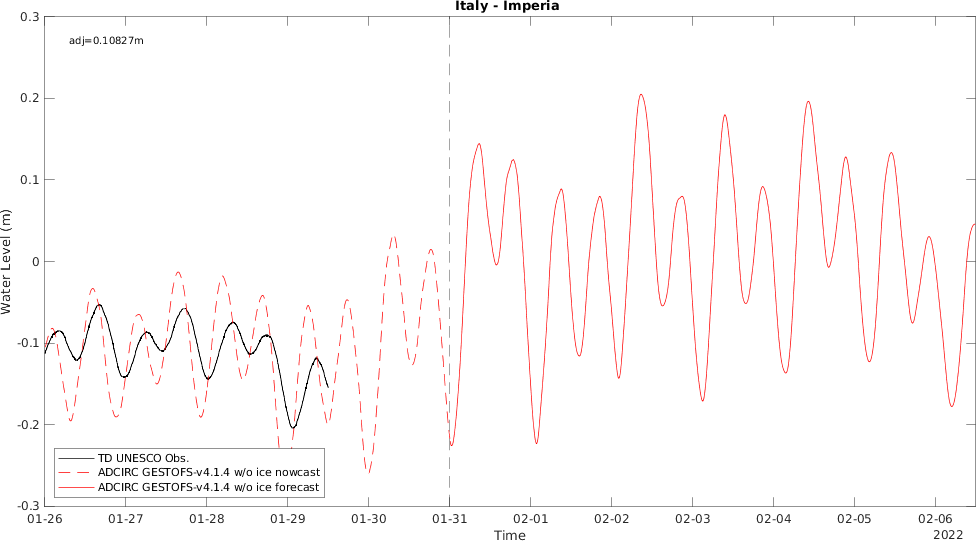 Italy - Imperia
adj=0.10827m
0.3
0.2
0.1
0
-0.1
-0.2
-0.3
Water Level (m)
TD UNESCO Obs.
ADCIRC GESTOFS-v4.1.4 w/o ice nowcast
ADCIRC GESTOFS-v4.1.4 w/o ice forecast
01-26 01-27 01-28 01-29 01-30 01-31 02-01 02-02 02-03 02-04 02-05 02-06
Time
2022